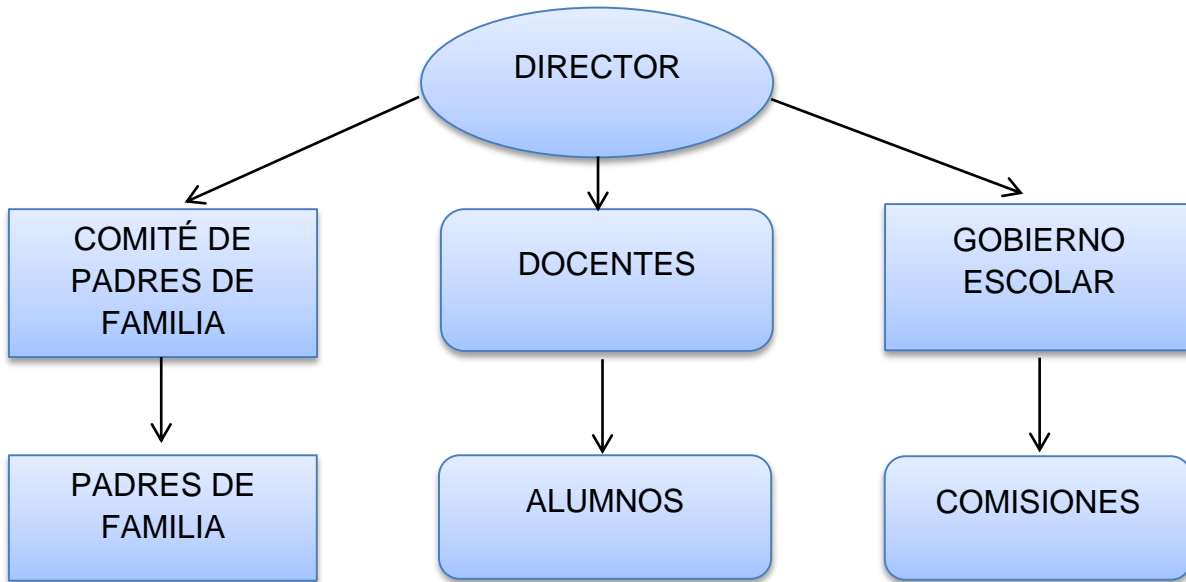 DIRECTOR
COMITÉ DE
PADRES DE
FAMILIA
DOCENTES
GOBIERNO
ESCOLAR
PADRES DE
FAMILIA
ALUMNOS
COMISIONES